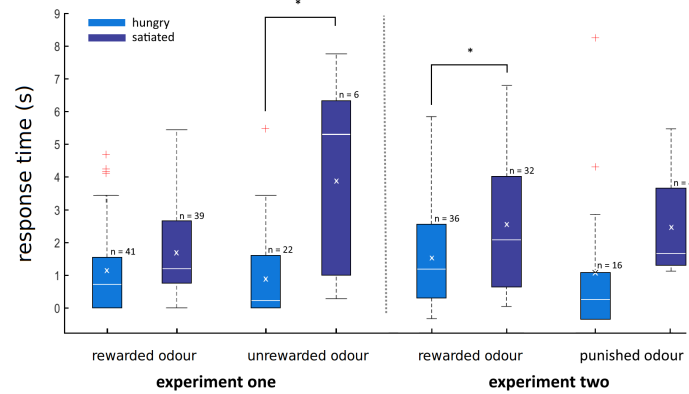 9
8
7
6
5
4
3
2
1
0
response time (s)
hungry
satiated
*
*
n = 41
n = 39
n = 22
n = 6
n = 36
n = 32
n = 16
n =
rewarded odour
unrewarded odour
rewarded odour
punished odour
experiment one
experiment two